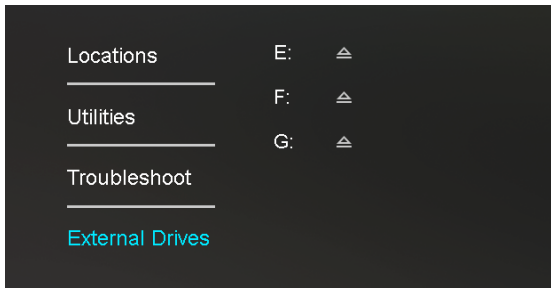 Locations
Utilities
Troubleshoot
External Drives
E:
F:
G: